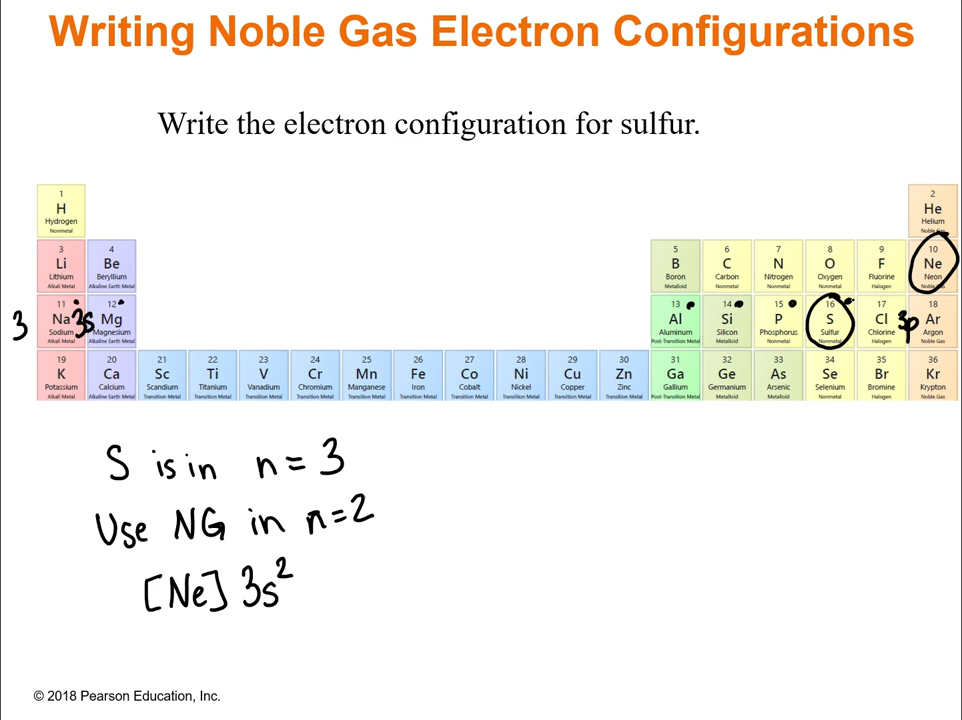 Writing Noble Gas Electron Configurations
Write the electron configuration for sulfur.
1 2
H He
Hydrogen Helium
Nonmetal Noble Gas
3 4 5 6 7 8 9 10
Li Be B C N O F Ne
Lithium Beryllium Boron Carbon Nitrogen Oxygen Fluorine Neon
Alkali Metal Alkaline Earth Metal Metalloid Nonmetal Nonmetal Nonmetal Halogen Noble Gas
11 12 13 14 15 16 17 18
3 Na 3s Mg Al Si P S Cl 3p Ar
Sodium Magnesium Aluminum Silicon Phosphorus Sulfur Chlorine Argon
Alkali Metal Alkaline Earth Metal Post-Transition Metal Metalloid Nonmetal Nonmetal Halogen Noble Gas
19 20 21 22 23 24 25 26 27 28 29 30 31 32 33 34 35 36
K Ca Sc Ti V Cr Mn Fe Co Ni Cu Zn Ga Ge As Se Br Kr
Potassium Calcium Scandium Titanium Vanadium Chromium Manganese Iron Cobalt Nickel Copper Zinc Gallium Germanium Arsenic Selenium Bromine Krypton
Alkali Metal Alkaline Earth Metal Transition Metal Transition Metal Transition Metal Transition Metal Transition Metal Transition Metal Transition Metal Transition Metal Transition Metal Transition Metal Post-Transition Metal Metalloid Metalloid Nonmetal Halogen Noble Gas
S is in n = 3
Use NG in n=2
[Ne] 3s²
© 2018 Pearson Education, Inc.